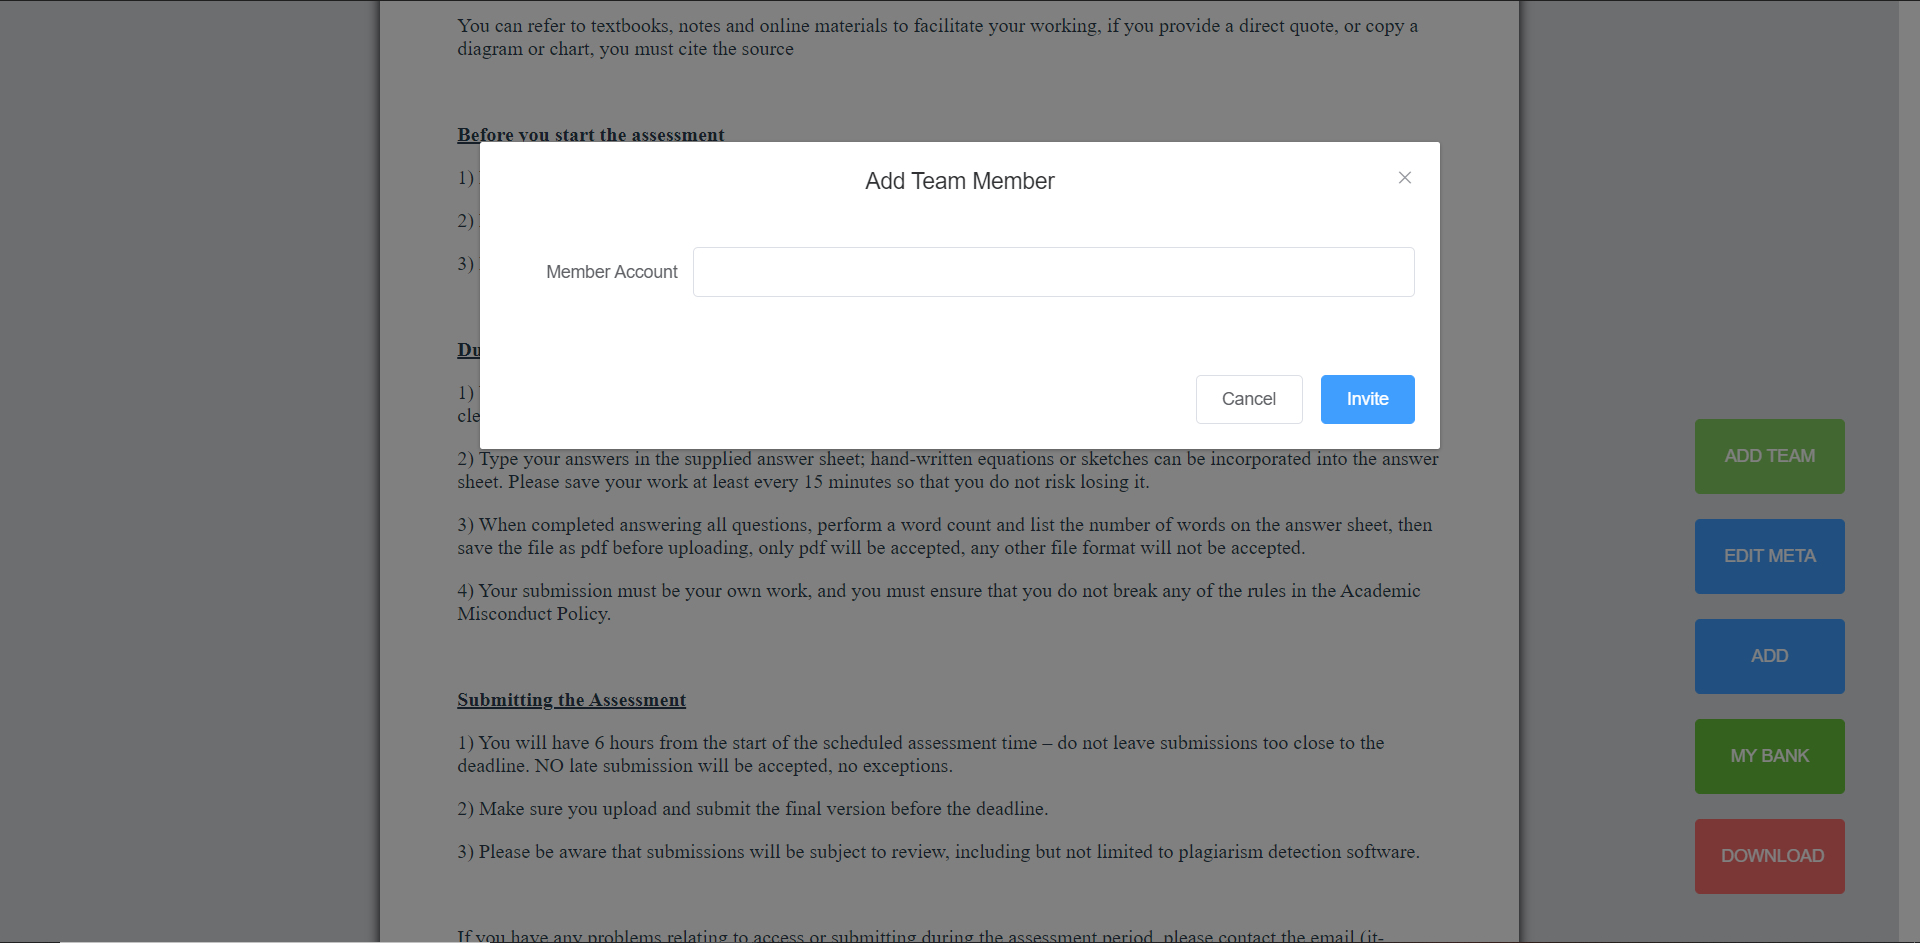 You can refer to textbooks, notes and online materials to facilitate your working, if you provide a direct quote, or copy a
diagram or chart, you must cite the source
Before you start the assessment
1)
2)
3)
Add Team Member
Member Account
Cancel
Invite
Du
1)
cle
2) Type your answers in the supplied answer sheet; hand-written equations or sketches can be incorporated into the answer
sheet. Please save your work at least every 15 minutes so that you do not risk losing it.
3) When completed answering all questions, perform a word count and list the number of words on the answer sheet, then
save the file as pdf before uploading, only pdf will be accepted, any other file format will not be accepted.
4) Your submission must be your own work, and you must ensure that you do not break any of the rules in the Academic
Misconduct Policy.
Submitting the Assessment
1) You will have 6 hours from the start of the scheduled assessment time – do not leave submissions too close to the
deadline. NO late submission will be accepted, no exceptions.
2) Make sure you upload and submit the final version before the deadline.
3) Please be aware that submissions will be subject to review, including but not limited to plagiarism detection software.
If you have any problems relating to access or submitting during the assessment period, please contact the email (it-
ADD TEAM
EDIT META
ADD
MY BANK
DOWNLOAD